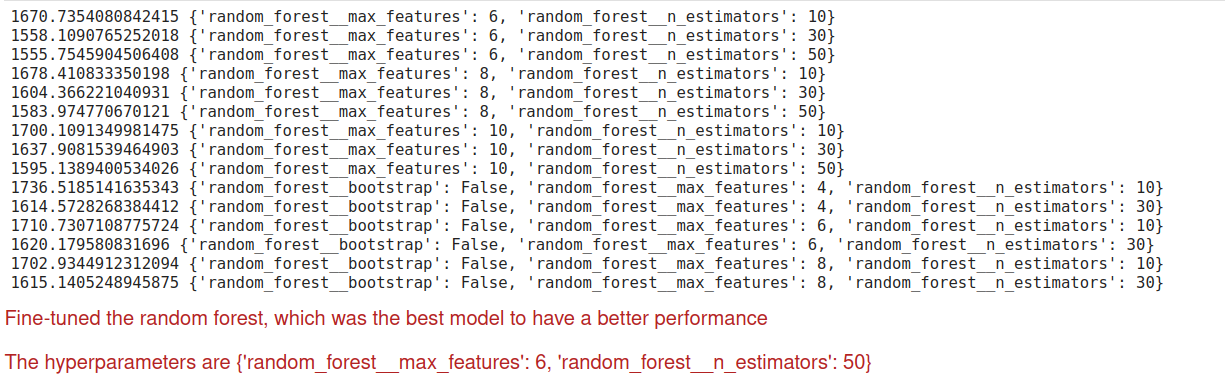 1670.7354080842415 {'random_forest__max_features': 6, 'random_forest__n_estimators': 10}
1558.1090765252018 {'random_forest__max_features': 6, 'random_forest__n_estimators': 30}
1555.7545904506408 {'random_forest__max_features': 6, 'random_forest__n_estimators': 50}
1678.410833350198 {'random_forest__max_features': 8, 'random_forest__n_estimators': 10}
1604.366221040931 {'random_forest__max_features': 8, 'random_forest__n_estimators': 30}
1583.974770670121 {'random_forest__max_features': 8, 'random_forest__n_estimators': 50}
1700.1091349981475 {'random_forest__max_features': 10, 'random_forest__n_estimators': 10}
1637.9081539464903 {'random_forest__max_features': 10, 'random_forest__n_estimators': 30}
1595.1389400534026 {'random_forest__max_features': 10, 'random_forest__n_estimators': 50}
1736.5185141635343 {'random_forest__bootstrap': False, 'random_forest__max_features': 4, 'random_forest__n_estimators': 10}
1614.5728268384412 {'random_forest__bootstrap': False, 'random_forest__max_features': 4, 'random_forest__n_estimators': 30}
1710.7307108775724 {'random_forest__bootstrap': False, 'random_forest__max_features': 6, 'random_forest__n_estimators': 10}
1620.179580831696 {'random_forest__bootstrap': False, 'random_forest__max_features': 6, 'random_forest__n_estimators': 30}
1702.9344912312094 {'random_forest__bootstrap': False, 'random_forest__max_features': 8, 'random_forest__n_estimators': 10}
1615.1405248945875 {'random_forest__bootstrap': False, 'random_forest__max_features': 8, 'random_forest__n_estimators': 30}
Fine-tuned the random forest, which was the best model to have a better performance
The hyperparameters are {'random_forest__max_features': 6, 'random_forest__n_estimators': 50}